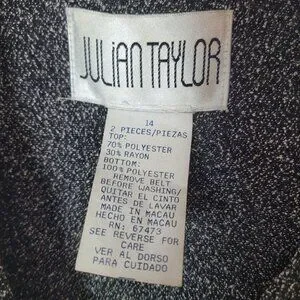 JULIAN TAYLOR
14
2 PIECES/PIEZAS
TOP:
70% POLYESTER
30% RAYON
BOTTOM:
100% POLYESTER
REMOVE BELT
BEFORE WASHING/
QUITAR EL CINTO
ANTES DE LAVAR
MADE IN MACAU
HECHO EN MACAU
RN: 67473
SEE REVERSE FOR
CARE
VER AL DORSO
PARA CUIDADO